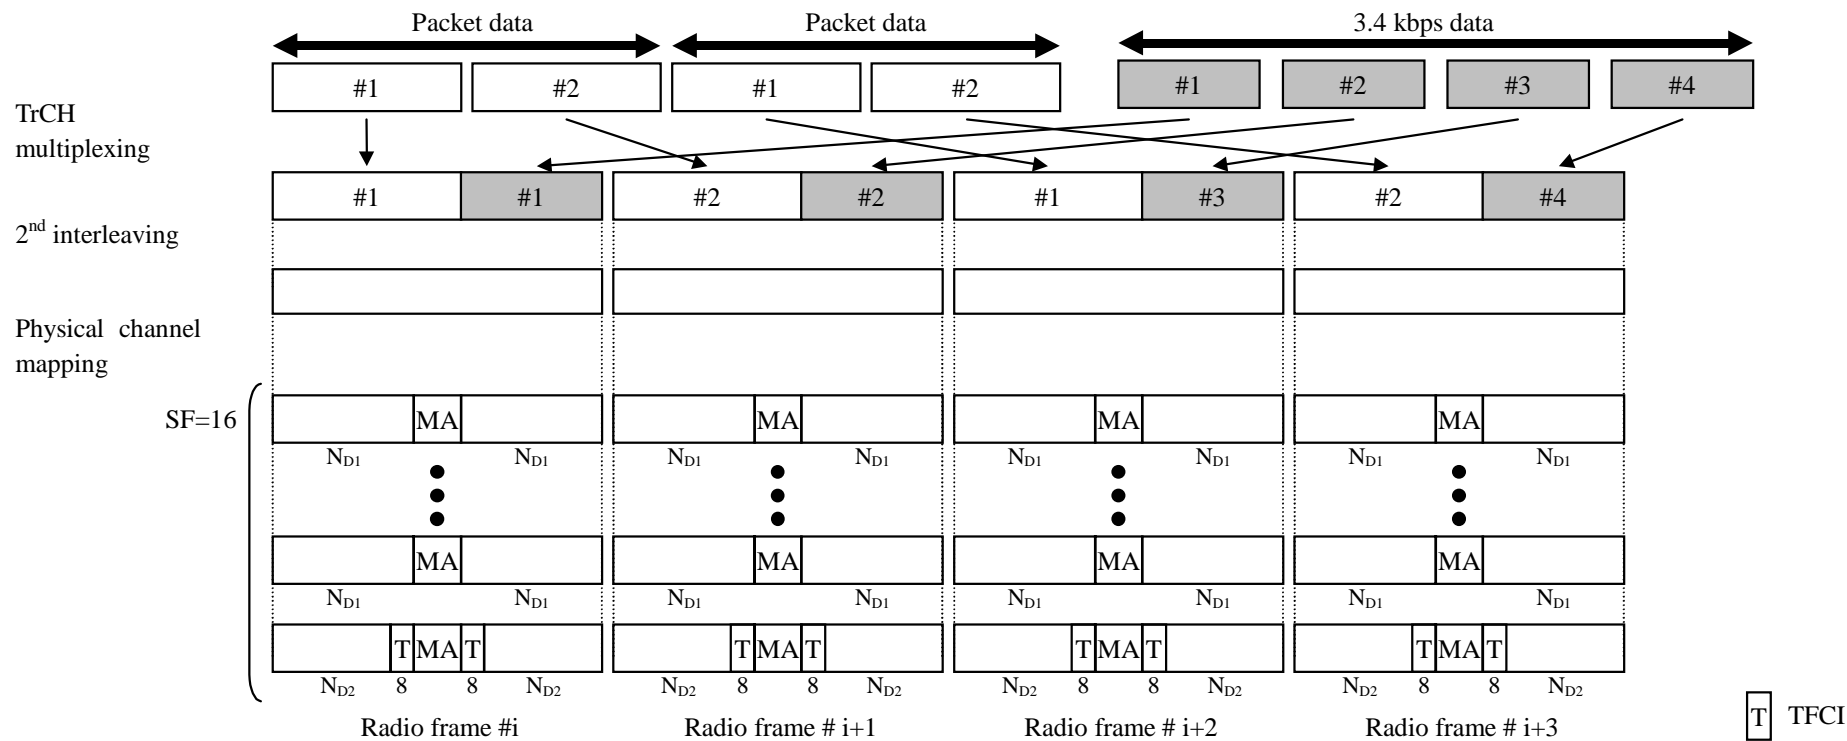 Packet data Packet data 3.4 kbps data
#1 #2 #1 #2 #1 #2 #3 #4
TrCH
multiplexing
#1 #1 #2 #2 #1 #3 #2 #4
2nd interleaving
Physical channel
mapping
SF=16 MA MA MA MA
ND1 ND1 ND1 ND1 ND1 ND1 ND1 ND1
MA MA MA MA
ND1 ND1 ND1 ND1 ND1 ND1 ND1 ND1
T MA T T MA T T MA T T MA T
ND2 8 8 ND2 ND2 8 8 ND2 ND2 8 8 ND2 ND2 8 8 ND2
Radio frame #i Radio frame # i+1 Radio frame # i+2 Radio frame # i+3 T TFCI